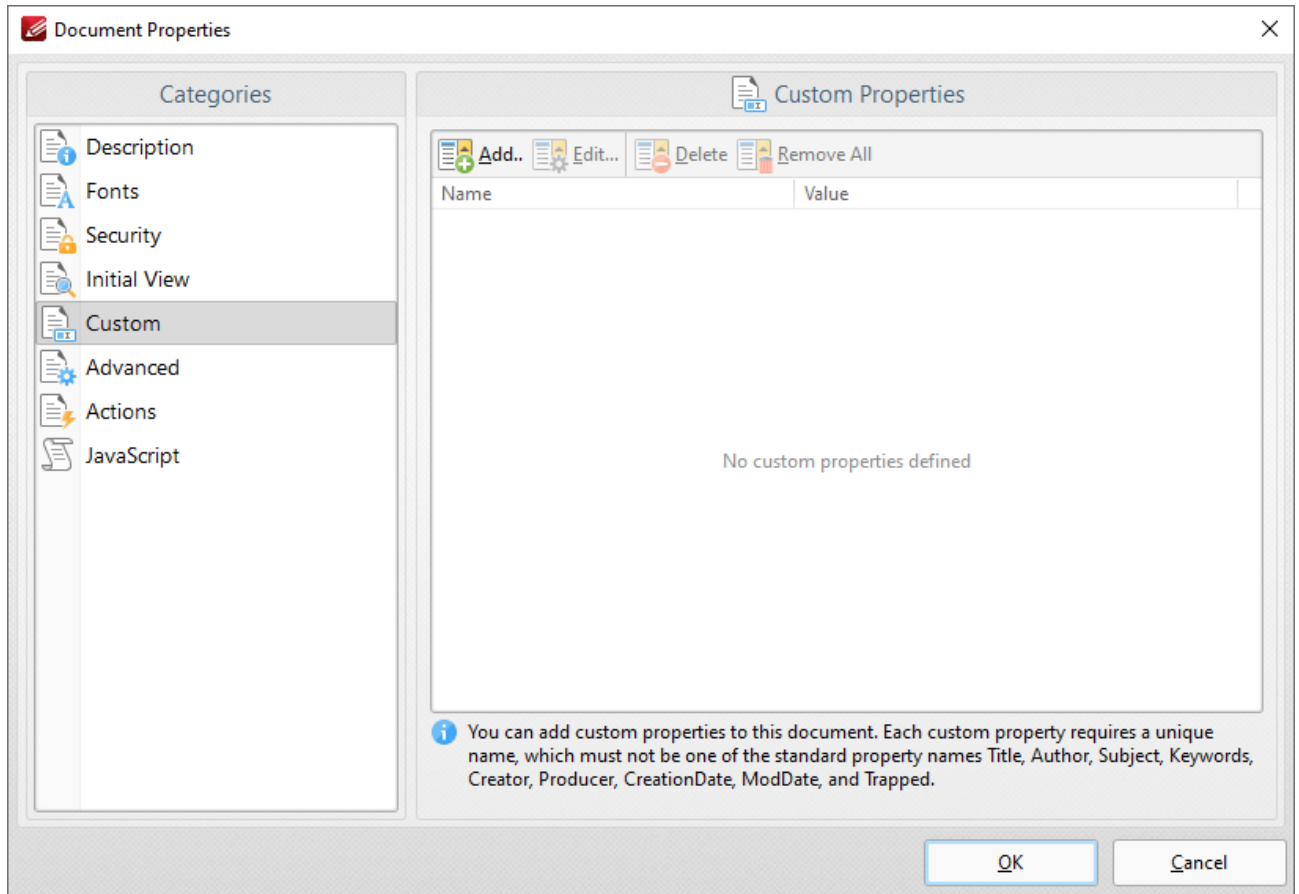 Document Properties
Categories
Description
Fonts
Security
Initial View
Custom
Advanced
Actions
JavaScript
Custom Properties
Add.. Edit... Delete Remove All
Name Value
No custom properties defined
You can add custom properties to this document. Each custom property requires a unique
name, which must not be one of the standard property names Title, Author, Subject, Keywords,
Creator, Producer, CreationDate, ModDate, and Trapped.
OK Cancel